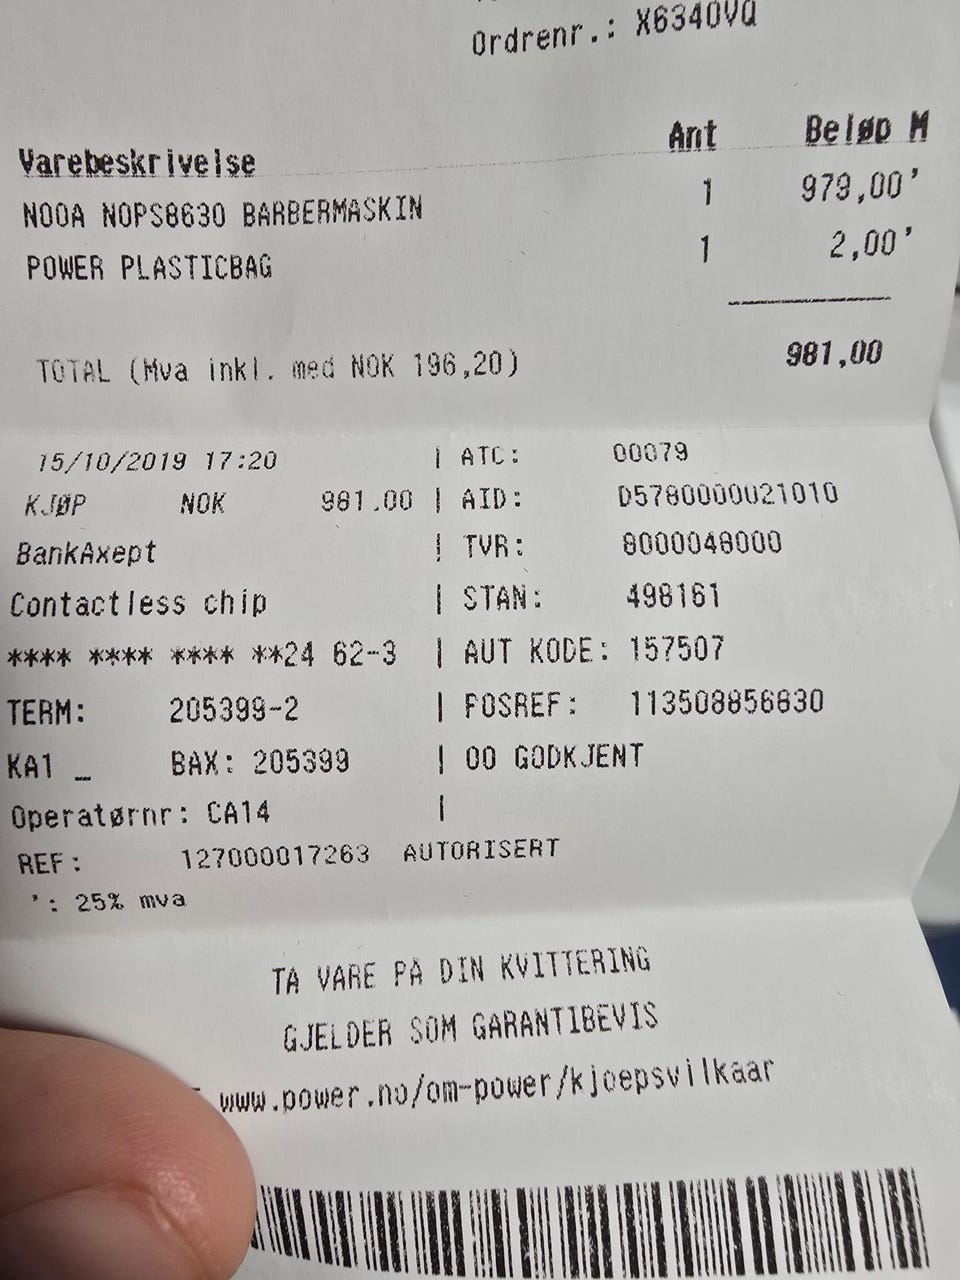 Ordrenr.: X6340VQ
Varebeskrivelse Ant Beløp M
NOOA NOPS8630 BARBERMASKIN 1 979,00'
POWER PLASTICBAG 1 2,00'
TOTAL (Mva inkl. med NOK 196,20) 981,00
15/10/2019 17:20 | ATC: 00079
KJØP NOK 981.00 | AID: D5780000021010
BankAxept | TVR: 8000048000
Contactless chip | STAN: 498161
**** **** **** **24 62-3 | AUT KODE: 157507
TERM: 205399-2 | POSREF: 113508856830
KA1 _ BAX: 205399 | 00 GODKJENT
Operatørnr: CA14 |
REF: 127000017263 AUTORISERT
': 25% mva
TA VARE PÅ DIN KVITTERING
GJELDER SOM GARANTIBEVIS
www.power.no/om-power/kjoepsvilkaar